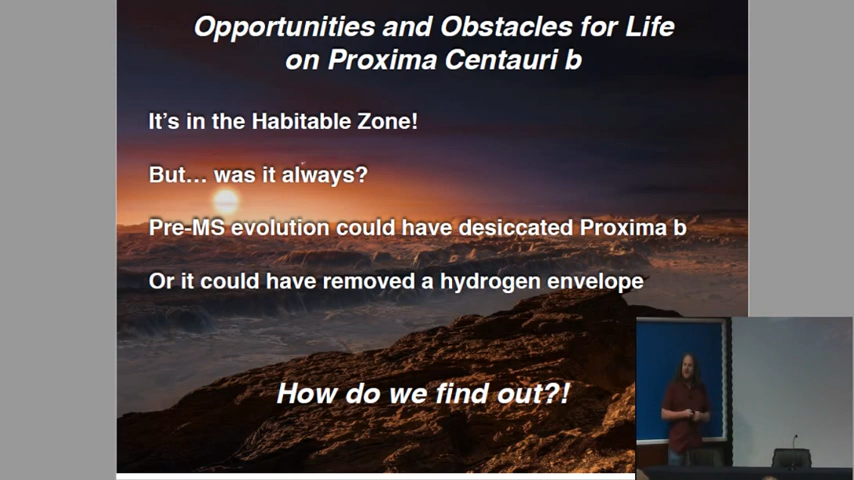 Opportunities and Obstacles for Life
on Proxima Centauri b
It's in the Habitable Zone!
But... was it always?
Pre-MS evolution could have desiccated Proxima b
Or it could have removed a hydrogen envelope
How do we find out?!